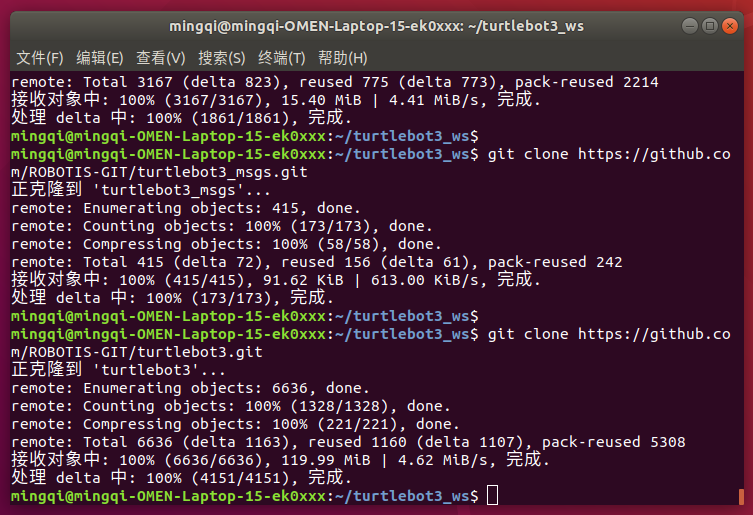 mingqi@mingqi-OMEN-Laptop-15-ek0xxx: ~/turtlebot3_ws
文件(F) 编辑(E) 查看(V) 搜索(S) 终端(T) 帮助(H)
remote: Total 3167 (delta 823), reused 775 (delta 773), pack-reused 2214
接收对象中: 100% (3167/3167), 15.40 MiB | 4.41 MiB/s, 完成.
处理 delta 中: 100% (1861/1861), 完成.
mingqi@mingqi-OMEN-Laptop-15-ek0xxx:~/turtlebot3_ws$
mingqi@mingqi-OMEN-Laptop-15-ek0xxx:~/turtlebot3_ws$ git clone https://github.co
m/ROBOTIS-GIT/turtlebot3_msgs.git
正克隆到 'turtlebot3_msgs'...
remote: Enumerating objects: 415, done.
remote: Counting objects: 100% (173/173), done.
remote: Compressing objects: 100% (58/58), done.
remote: Total 415 (delta 72), reused 156 (delta 61), pack-reused 242
接收对象中: 100% (415/415), 91.62 KiB | 613.00 KiB/s, 完成.
处理 delta 中: 100% (173/173), 完成.
mingqi@mingqi-OMEN-Laptop-15-ek0xxx:~/turtlebot3_ws$
mingqi@mingqi-OMEN-Laptop-15-ek0xxx:~/turtlebot3_ws$ git clone https://github.co
m/ROBOTIS-GIT/turtlebot3.git
正克隆到 'turtlebot3'...
remote: Enumerating objects: 6636, done.
remote: Counting objects: 100% (1328/1328), done.
remote: Compressing objects: 100% (221/221), done.
remote: Total 6636 (delta 1163), reused 1160 (delta 1107), pack-reused 5308
接收对象中: 100% (6636/6636), 119.99 MiB | 4.62 MiB/s, 完成.
处理 delta 中: 100% (4151/4151), 完成.
mingqi@mingqi-OMEN-Laptop-15-ek0xxx:~/turtlebot3_ws$